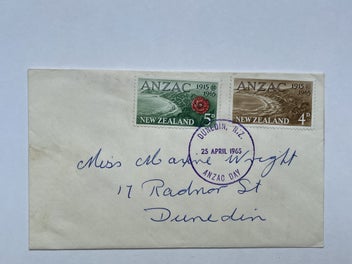 ANZAC 1915 1965
NEW ZEALAND 5D
ANZAC 1915 1965
NEW ZEALAND 4D
DUNEDIN, N.Z.
25 APRIL 1965
ANZAC DAY
Miss Maxine Wright
17 Radnor St
Dunedin